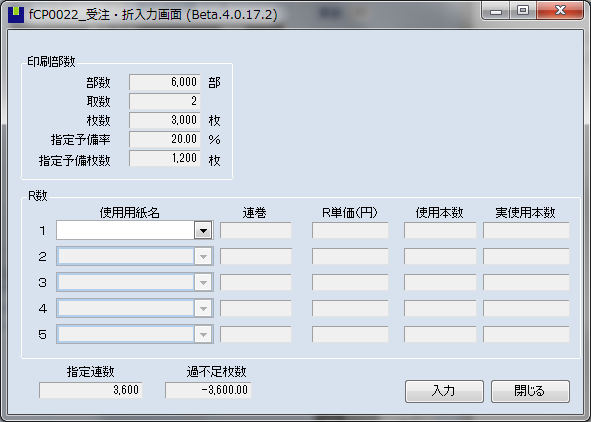 fCP0022_受注・折入力画面 (Beta.4.0.17.2)
印刷部数
部数 6,000 部
取数 2
枚数 3,000 枚
指定予備率 20.00 %
指定予備枚数 1,200 枚
R数
使用用紙名 連巻 R単価(円) 使用本数 実使用本数
1
2
3
4
5
指定連数 過不足枚数
3,600 -3,600.00 入力 閉じる